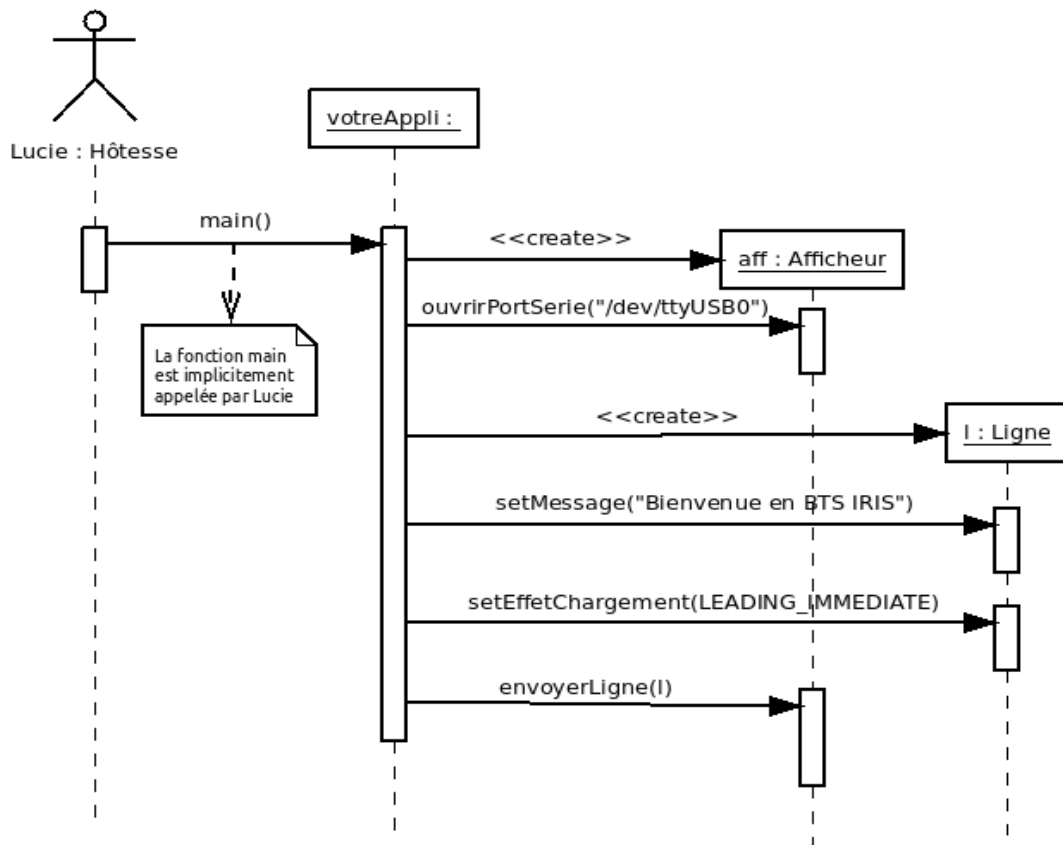 votreAppli :
Lucie : Hôtesse
main()
<<create>>
aff : Afficheur
ouvrirPortSerie("/dev/ttyUSB0")
La fonction main
est implicitement
appelée par Lucie
<<create>>
l : Ligne
setMessage("Bienvenue en BTS IRIS")
setEffetChargement(LEADING_IMMEDIATE)
envoyerLigne(l)